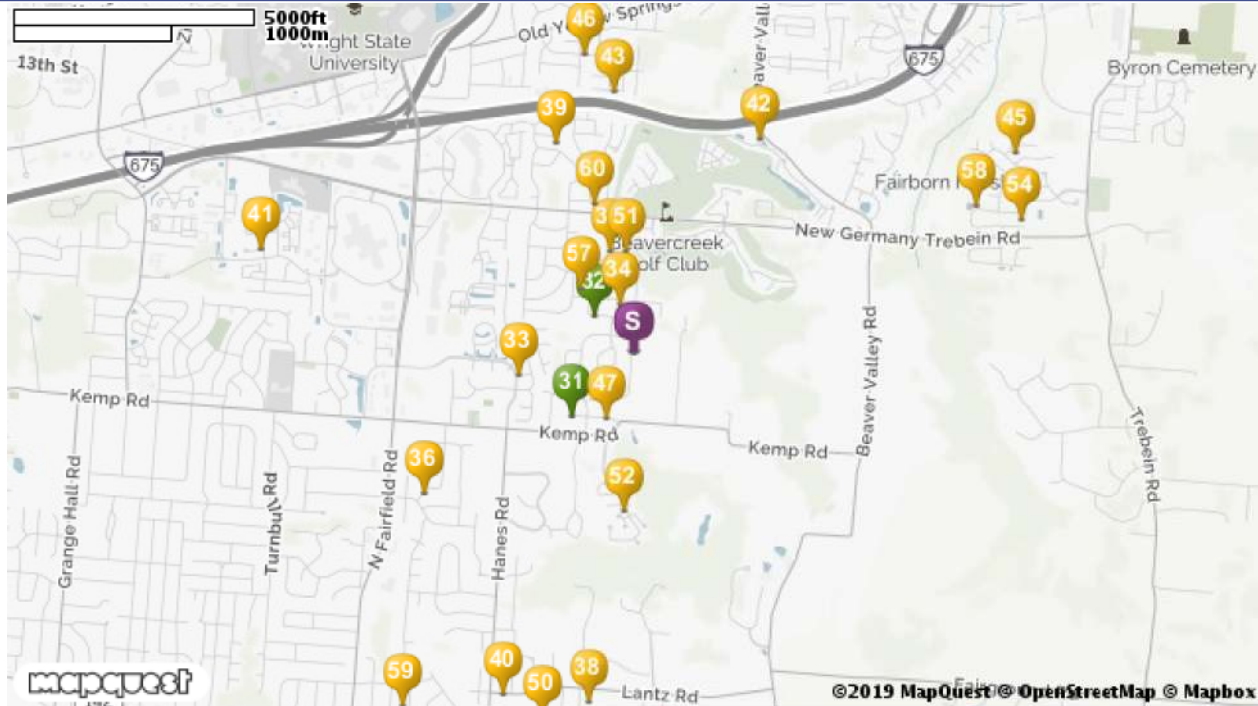 5000ft
1000m
46
Old Yellow Springs
Wright State
University
43
675
13th St
Byron Cemetery
39
42
45
675
60
58
Fairborn
54
41
51
New Germany Trebein Rd
57
Beavercreek
Golf Club
34
32
S
33
Beaver Valley Rd
31
47
Kemp Rd
Kemp Rd
Kemp Rd
Trebein Rd
36
52
Grange Hall Rd
Turnbull Rd
N Fairfield Rd
Hanes Rd
59
40
50
38
Lantz Rd
mapquest
©2019 MapQuest © OpenStreetMap © Mapbox